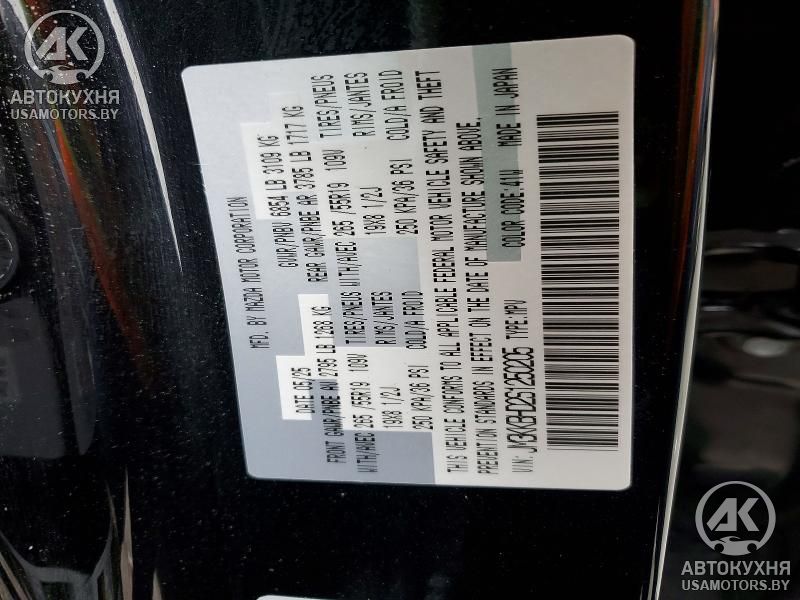 AK
АВТОКУХНЯ
USAMOTORS.BY
MFD. BY MAZDA MOTOR CORPORATION
DATE 05/25 GVWR/PNBV 6854 LB 3109 KG
FRONT GAWR/PNBE AV 2795 LB 1268 KG REAR GAWR/PNBE AR 3785 LB 1717 KG
WITH/AVEC 265 /55R19 109V TIRES/PNEUS WITH/AVEC 265 /55R19 109V TIRES/PNEUS
19X8 1/2J RIMS/JANTES 19X8 1/2J RIMS/JANTES
250 KPA/36 PSI COLD/A FROID 250 KPA/36 PSI COLD/A FROID
THIS VEHICLE CONFORMS TO ALL APPLICABLE FEDERAL MOTOR VEHICLE SAFETY AND THEFT
PREVENTION STANDARDS IN EFFECT ON THE DATE OF MANUFACTURE SHOWN ABOVE.
COLOR CODE:41W MADE IN JAPAN
VIN: TYPE:MPV
AK
АВТОКУХНЯ
USAMOTORS.BY